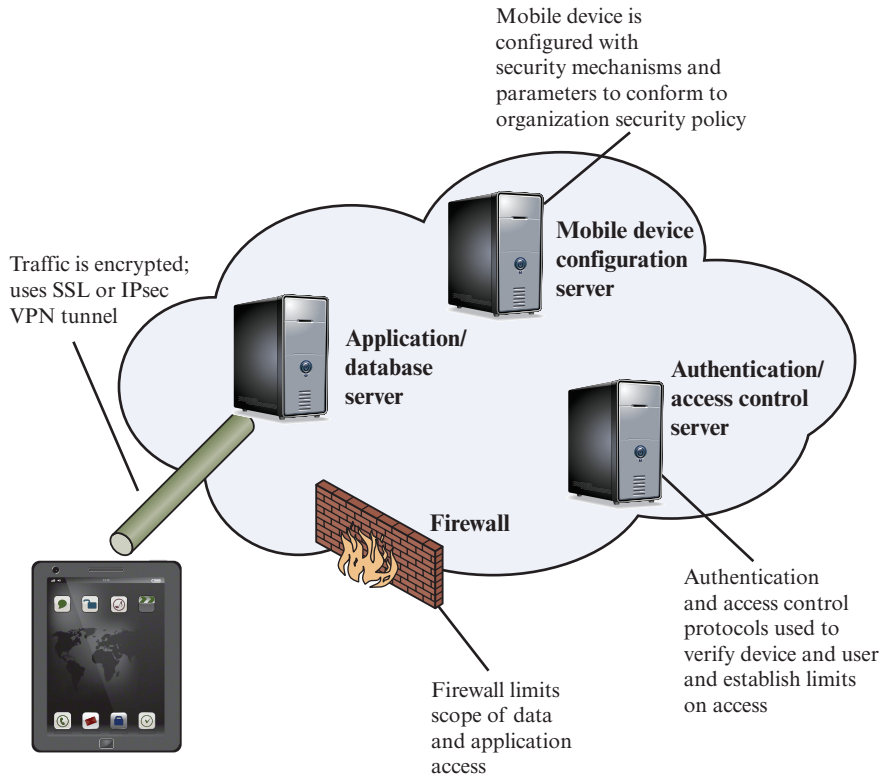 Mobile device is
configured with
security mechanisms and
parameters to conform to
organization security policy
Mobile device
configuration
server
Traffic is encrypted;
uses SSL or IPsec
VPN tunnel
Application/
database
server
Authentication/
access control
server
Firewall
Authentication
and access control
protocols used to
verify device and user
and establish limits
on access
Firewall limits
scope of data
and application
access